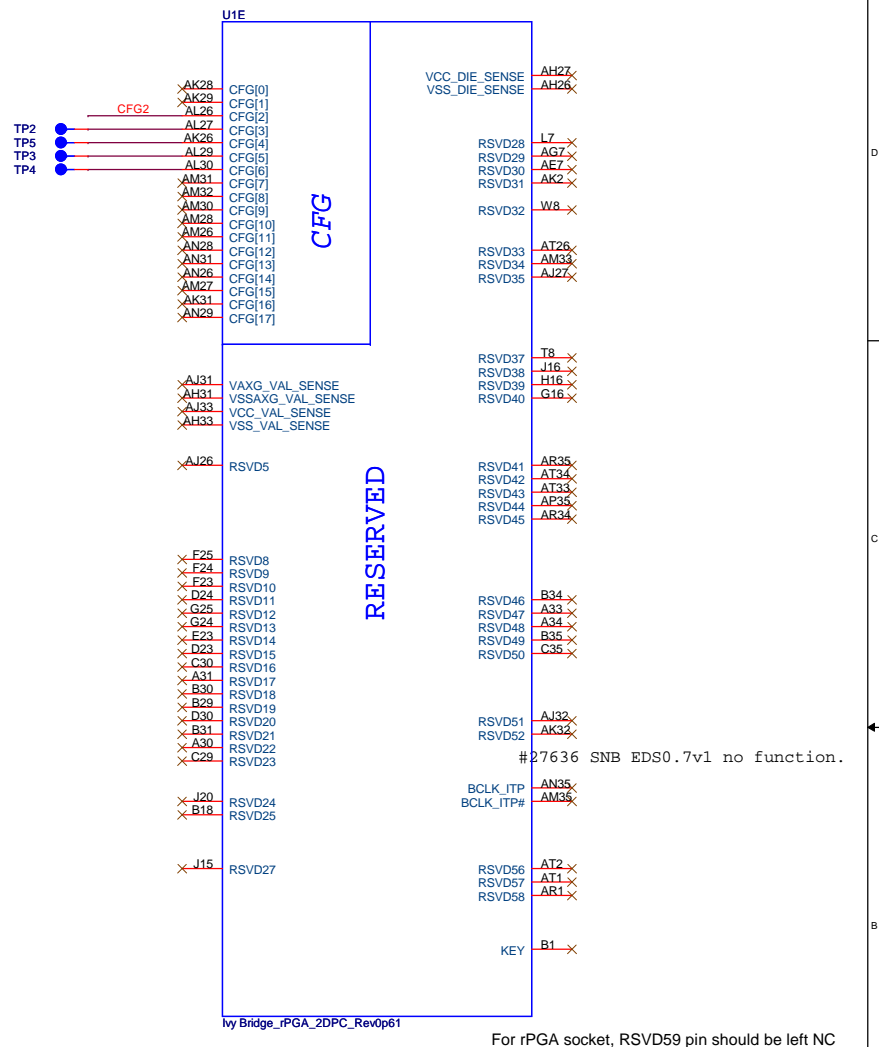 U1E
AK28 CFG[0]
AK29 CFG[1]
CFG2 AL26 CFG[2]
TP2 AL27 CFG[3]
TP5 AK26 CFG[4]
TP3 AL29 CFG[5]
TP4 AL30 CFG[6]
AM31 CFG[7]
AM32 CFG[8]
AM30 CFG[9]
AM28 CFG[10]
AM26 CFG[11]
AN28 CFG[12]
AN31 CFG[13]
AN26 CFG[14]
AM27 CFG[15]
AK31 CFG[16]
AN29 CFG[17]
CFG
AJ31 VAXG_VAL_SENSE
AH31 VSSAXG_VAL_SENSE
AJ33 VCC_VAL_SENSE
AH33 VSS_VAL_SENSE
AJ26 RSVD5
F25 RSVD8
F24 RSVD9
F23 RSVD10
D24 RSVD11
G25 RSVD12
G24 RSVD13
E23 RSVD14
D23 RSVD15
C30 RSVD16
A31 RSVD17
B30 RSVD18
B29 RSVD19
D30 RSVD20
B31 RSVD21
A30 RSVD22
C29 RSVD23
J20 RSVD24
B18 RSVD25
J15 RSVD27
RESERVED
VCC_DIE_SENSE AH27
VSS_DIE_SENSE AH26
RSVD28 L7
RSVD29 AG7
RSVD30 AE7
RSVD31 AK2
RSVD32 W8
RSVD33 AT26
RSVD34 AM33
RSVD35 AJ27
RSVD37 T8
RSVD38 J16
RSVD39 H16
RSVD40 G16
RSVD41 AR35
RSVD42 AT34
RSVD43 AT33
RSVD44 AP35
RSVD45 AR34
RSVD46 B34
RSVD47 A33
RSVD48 A34
RSVD49 B35
RSVD50 C35
RSVD51 AJ32
RSVD52 AK32
#27636 SNB EDS0.7v1 no function.
BCLK_ITP AN35
BCLK_ITP# AM35
RSVD56 AT2
RSVD57 AT1
RSVD58 AR1
KEY B1
Ivy Bridge_rPGA_2DPC_Rev0p61
For rPGA socket, RSVD59 pin should be left NC
D
C
B